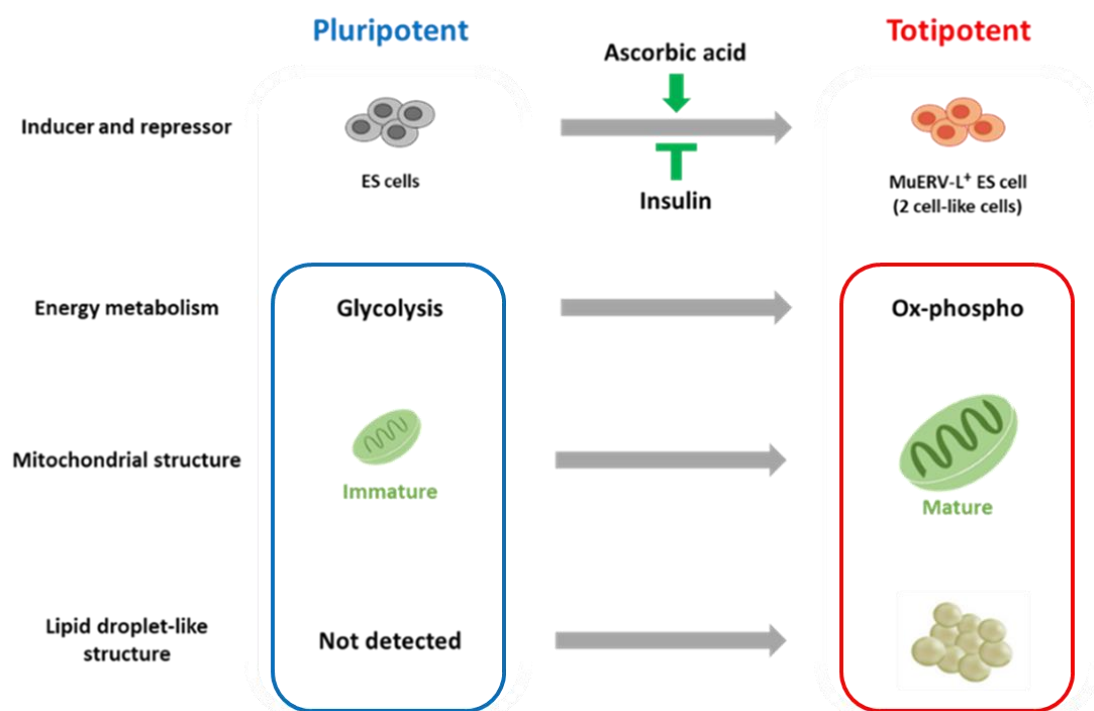 Pluripotent
Totipotent
Ascorbic acid
Inducer and repressor
ES cells
Insulin
MuERV-L⁺ ES cell
(2 cell-like cells)
Energy metabolism
Glycolysis
Ox-phospho
Mitochondrial structure
Immature
Mature
Lipid droplet-like
structure
Not detected